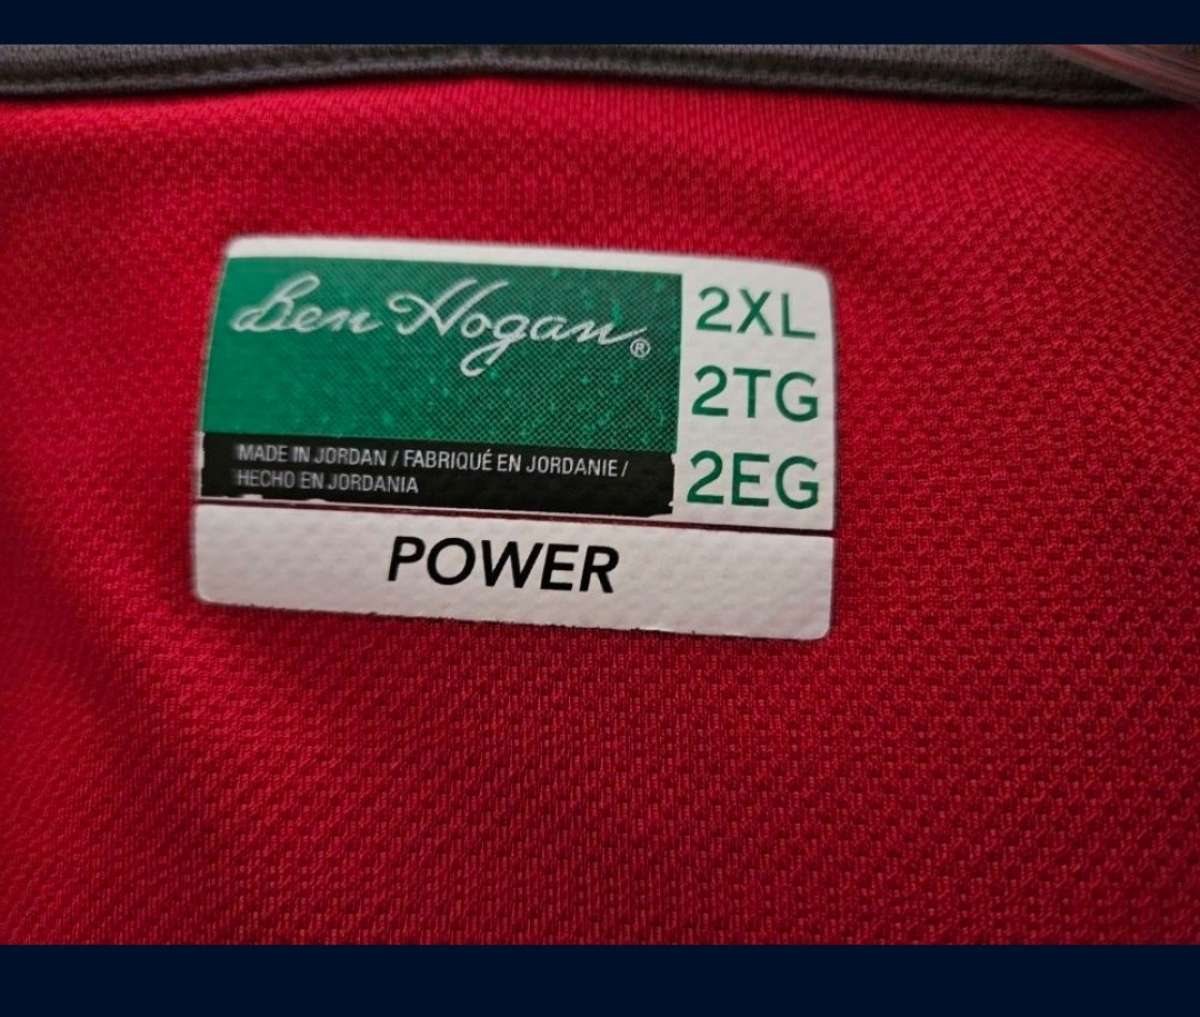 Ben Hogan®
2XL
2TG
2EG
MADE IN JORDAN / FABRIQUÉ EN JORDANIE /
HECHO EN JORDANIA
POWER